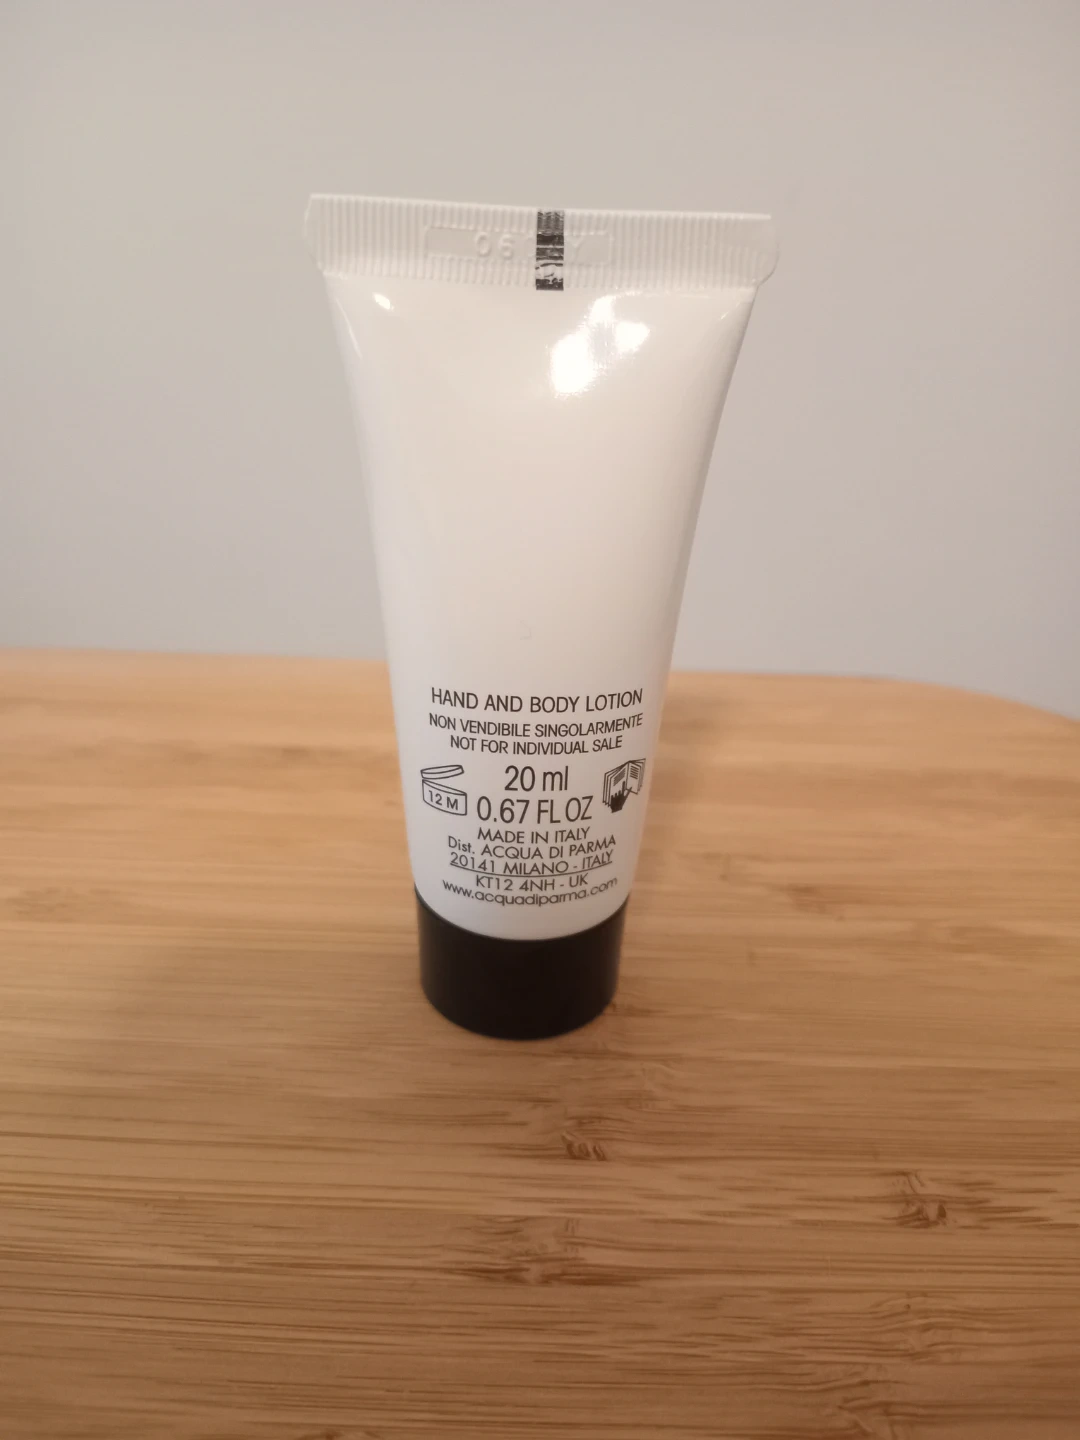 HAND AND BODY LOTION
NON VENDIBILE SINGOLARMENTE
NOT FOR INDIVIDUAL SALE
20 ml
12 M
0.67 FL OZ
MADE IN ITALY
Dist. ACQUA DI PARMA
20141 MILANO - ITALY
KT12 4NH - UK
www.acquadiparma.com